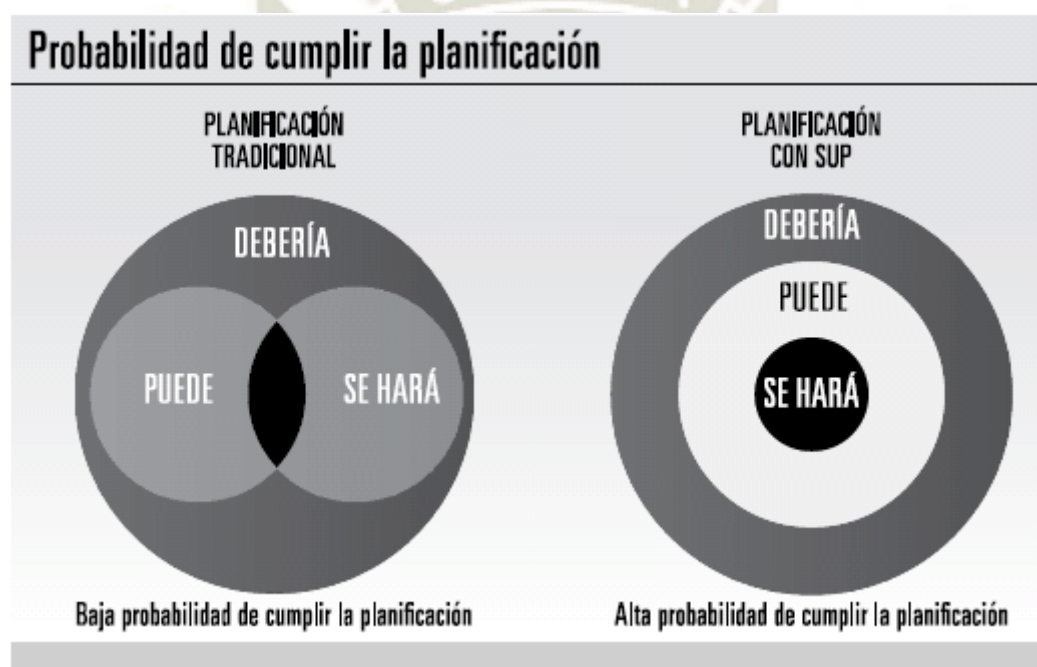 Probabilidad de cumplir la planificación
PLANIFICACIÓN
TRADICIONAL
DEBERÍA
PUEDE
SE HARÁ
Baja probabilidad de cumplir la planificación
PLANIFICACIÓN
CON SUP
DEBERÍA
PUEDE
SE HARÁ
Alta probabilidad de cumplir la planificación